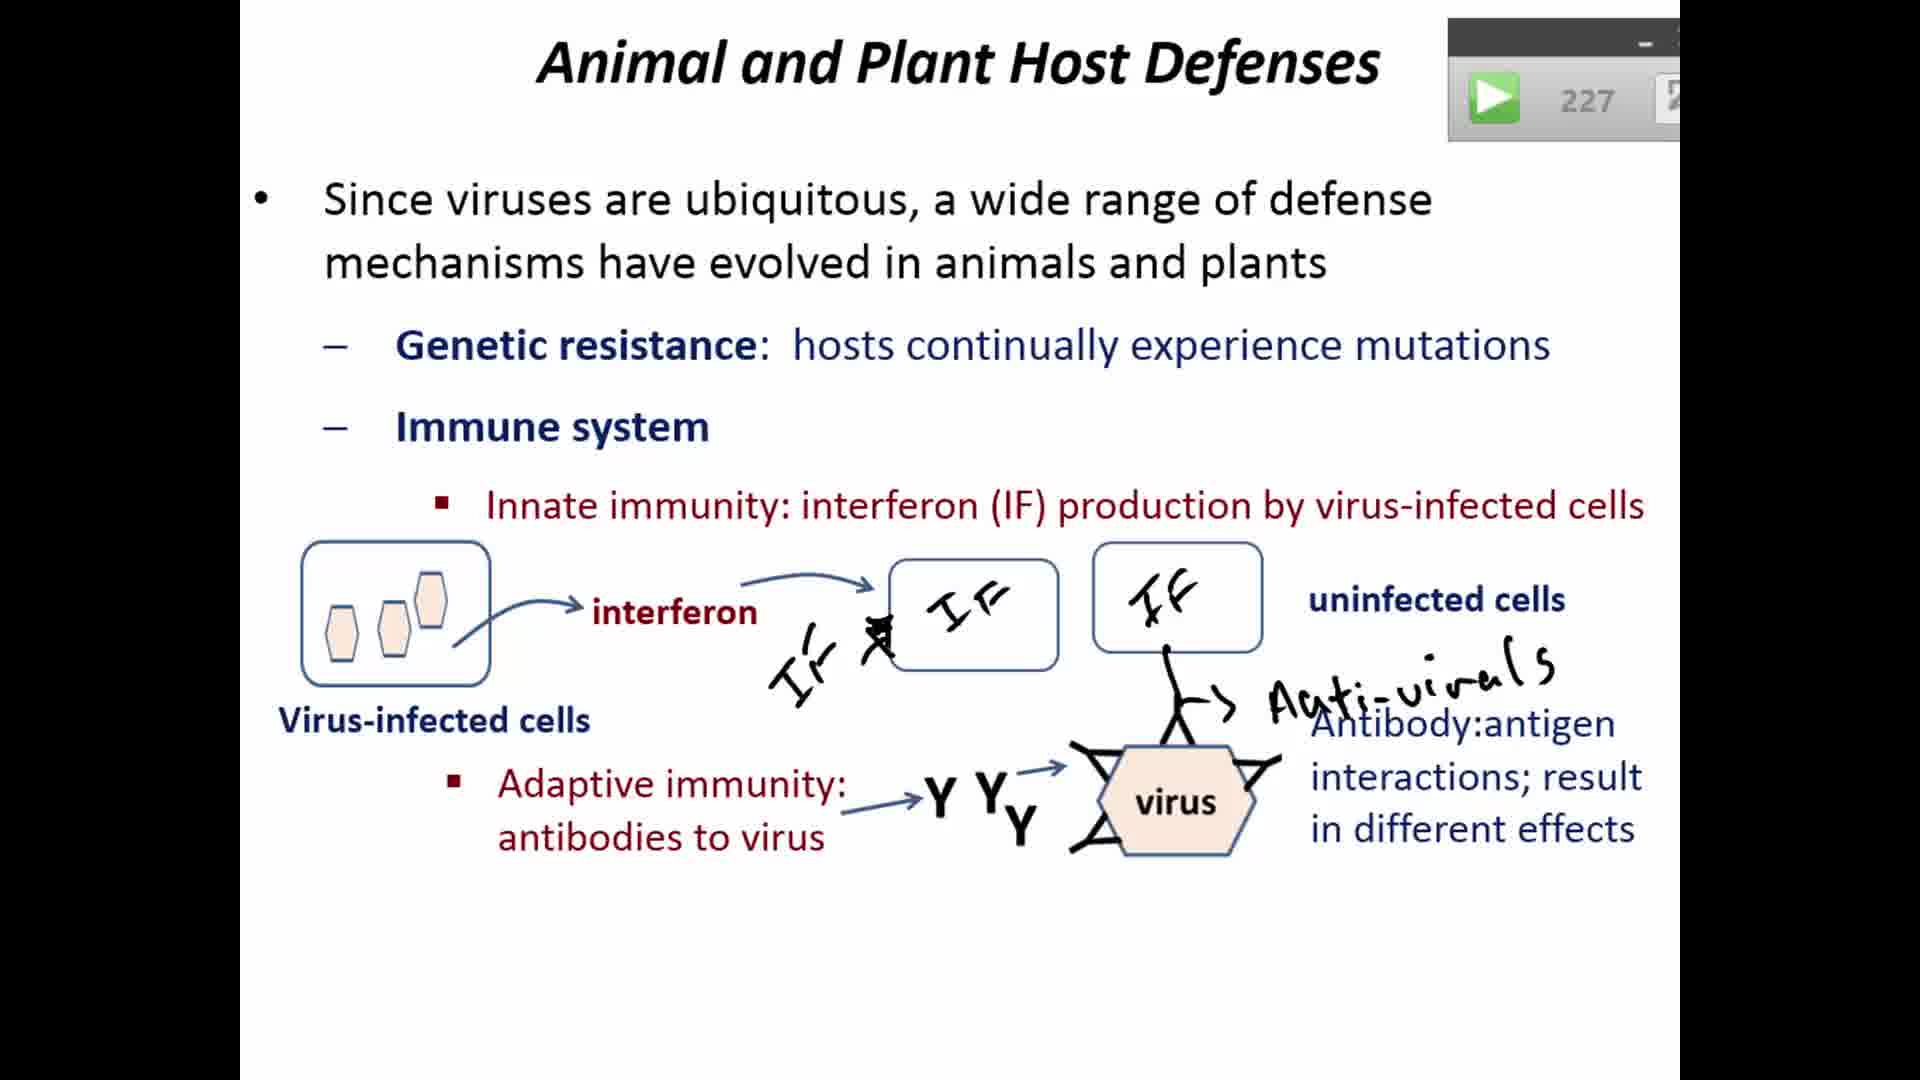 Animal and Plant Host Defenses
227
• Since viruses are ubiquitous, a wide range of defense
mechanisms have evolved in animals and plants
– Genetic resistance: hosts continually experience mutations
– Immune system
▪ Innate immunity: interferon (IF) production by virus-infected cells
interferon
IF
IF
IF
uninfected cells
Anti-virals
Virus-infected cells
Antibody:antigen
interactions; result
in different effects
▪ Adaptive immunity:
antibodies to virus
Y Y
Y
virus